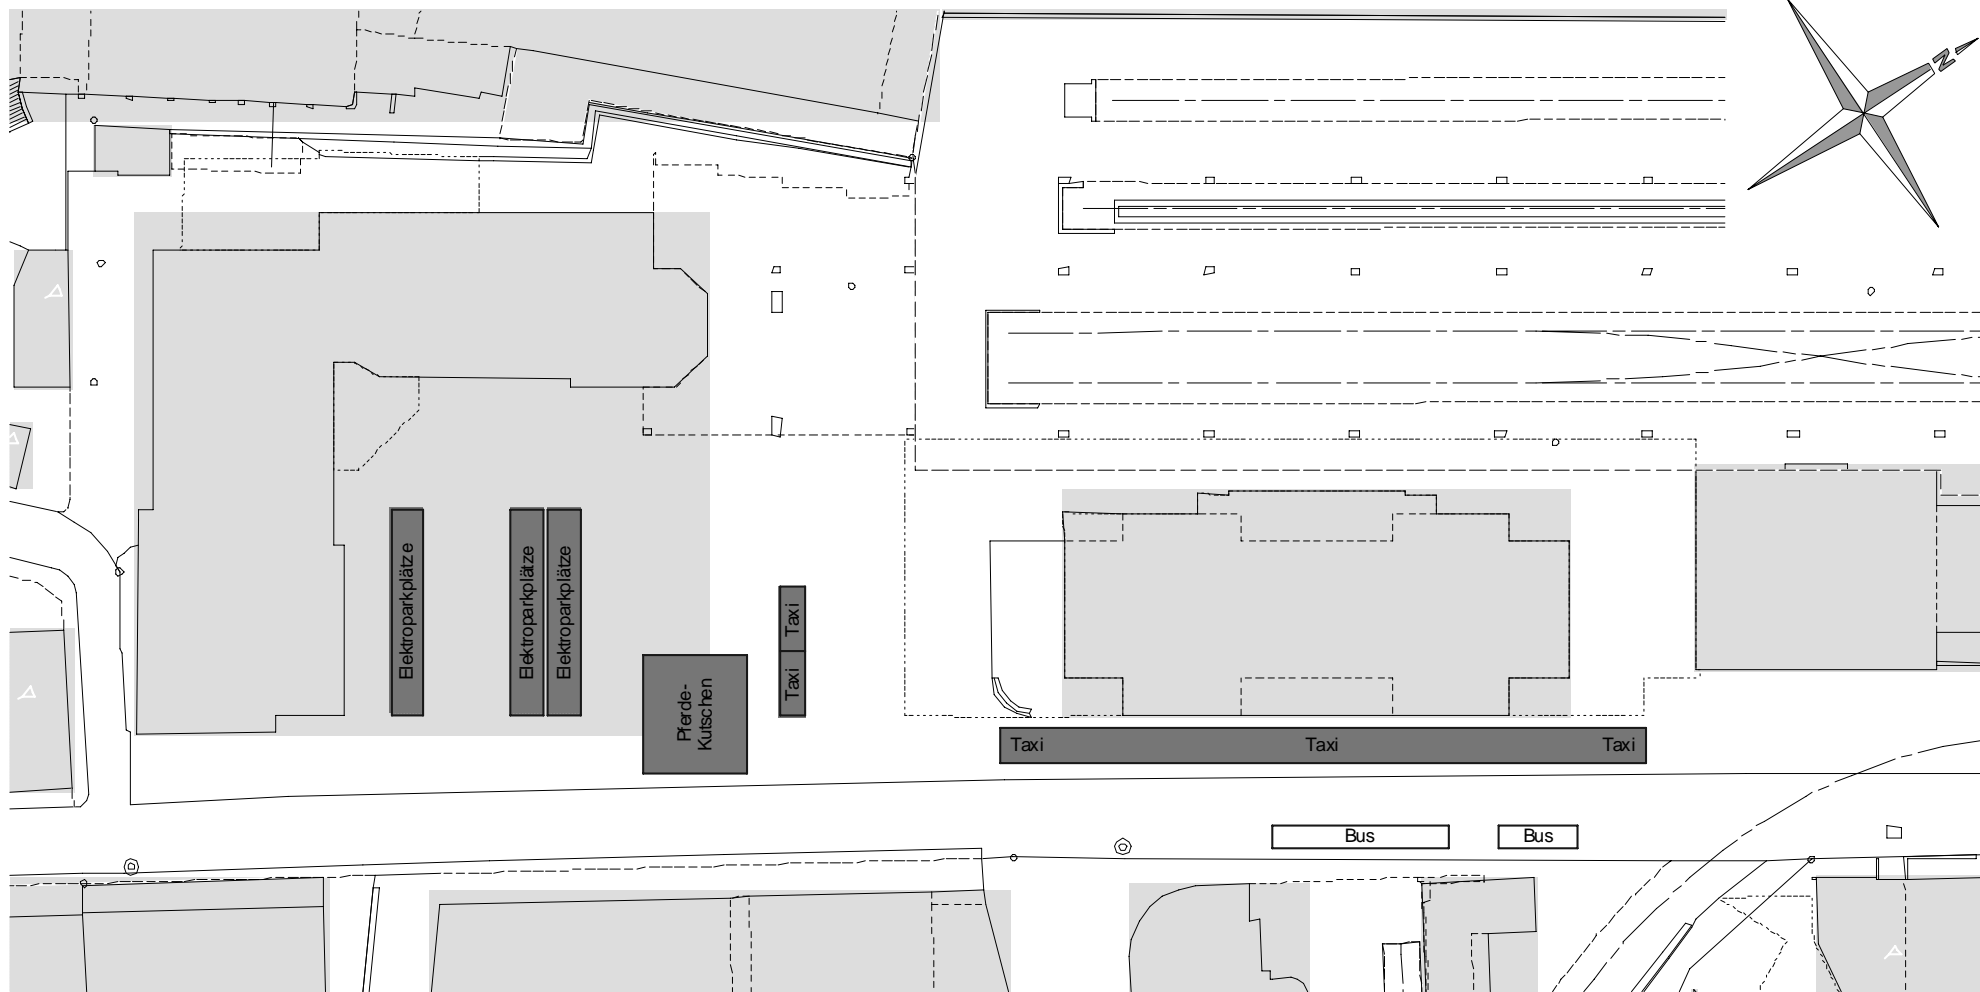 N
Elektroparkplätze
Elektroparkplätze
Elektroparkplätze
Taxi
Taxi
Pferde-
Kutschen
Taxi
Taxi
Taxi
Bus
Bus